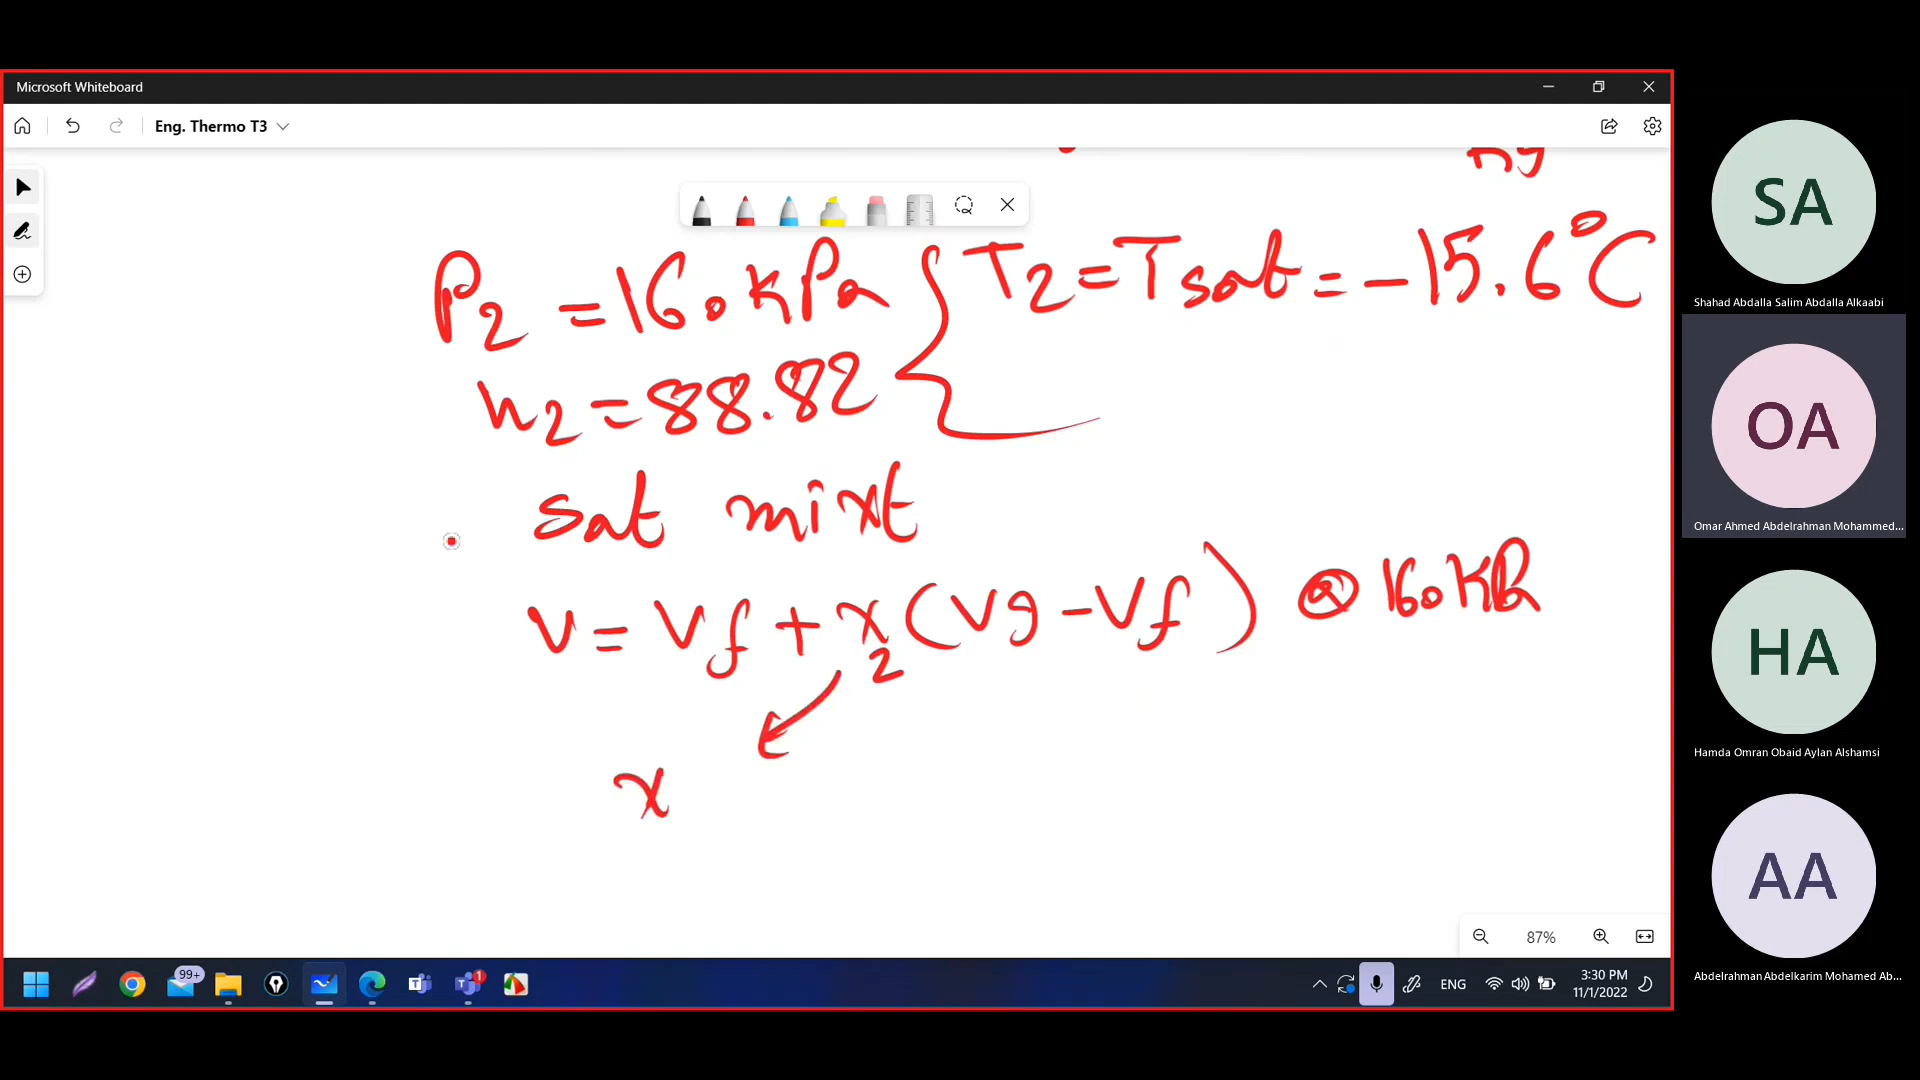 Microsoft Whiteboard
Eng. Thermo T3
kg
P2 = 160 kPa { T2 = Tsat = -15.6°C
h2 = 88.82
sat mixt
v = vf + x2 (vg - vf) @ 160 kPa
x
87%
SA
Shahad Abdalla Salim Abdalla Alkaabi
OA
Omar Ahmed Abdelrahman Mohammed...
HA
Hamda Omran Obaid Aylan Alshamsi
AA
Abdelrahman Abdelkarim Mohamed Ab...
99+
1
ENG
3:30 PM
11/1/2022